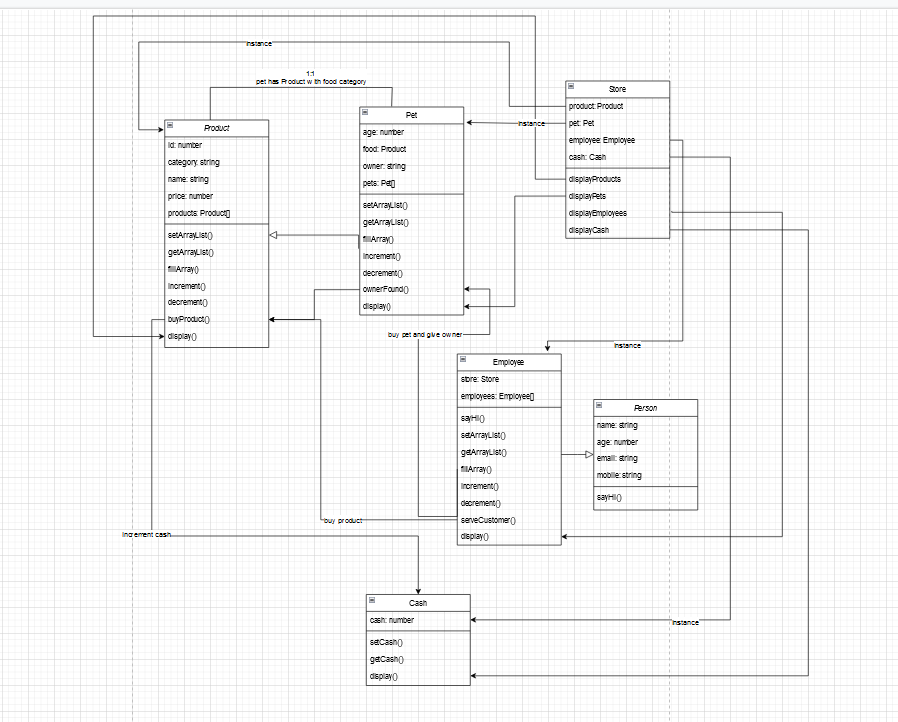 instance
1:1
pet has Product with food category
Product
id: number
category: string
name: string
price: number
products: Product[]
setArrayList()
getArrayList()
fillArray()
increment()
decrement()
buyProduct()
display()
Pet
age: number
food: Product
owner: string
pets: Pet[]
setArrayList()
getArrayList()
fillArray()
increment()
decrement()
ownerFound()
display()
instance
Store
product: Product
pet: Pet
employee: Employee
cash: Cash
displayProducts
displayPets
displayEmployees
displayCash
buy pet and give owner
instance
Employee
store: Store
employees: Employee[]
sayHi()
setArrayList()
getArrayList()
fillArray()
increment()
decrement()
serveCustomer()
display()
Person
name: string
age: number
email: string
mobile: string
sayHi()
buy product
increment cash
Cash
cash: number
setCash()
getCash()
display()
instance